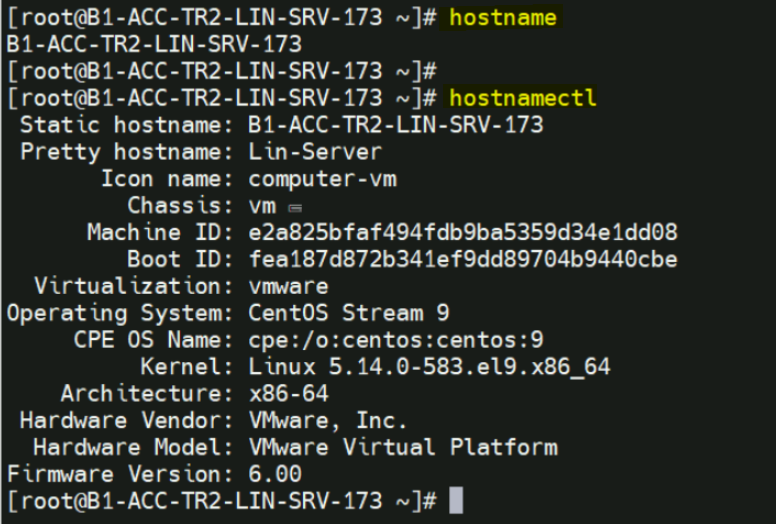 [root@B1-ACC-TR2-LIN-SRV-173 ~]# hostname
B1-ACC-TR2-LIN-SRV-173
[root@B1-ACC-TR2-LIN-SRV-173 ~]#
[root@B1-ACC-TR2-LIN-SRV-173 ~]# hostnamectl
Static hostname: B1-ACC-TR2-LIN-SRV-173
Pretty hostname: Lin-Server
Icon name: computer-vm
Chassis: vm
Machine ID: e2a825bfaf494fdb9ba5359d34e1dd08
Boot ID: fea187d872b341ef9dd89704b9440cbe
Virtualization: vmware
Operating System: CentOS Stream 9
CPE OS Name: cpe:/o:centos:centos:9
Kernel: Linux 5.14.0-583.el9.x86_64
Architecture: x86-64
Hardware Vendor: VMware, Inc.
Hardware Model: VMware Virtual Platform
Firmware Version: 6.00
[root@B1-ACC-TR2-LIN-SRV-173 ~]#